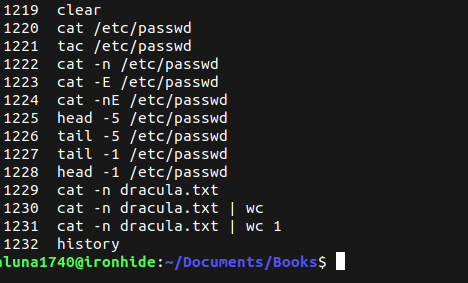 1219 clear
1220 cat /etc/passwd
1221 tac /etc/passwd
1222 cat -n /etc/passwd
1223 cat -E /etc/passwd
1224 cat -nE /etc/passwd
1225 head -5 /etc/passwd
1226 tail -5 /etc/passwd
1227 tail -1 /etc/passwd
1228 head -1 /etc/passwd
1229 cat -n dracula.txt
1230 cat -n dracula.txt | wc
1231 cat -n dracula.txt | wc 1
1232 history
aluna1740@ironhide:~/Documents/Books$